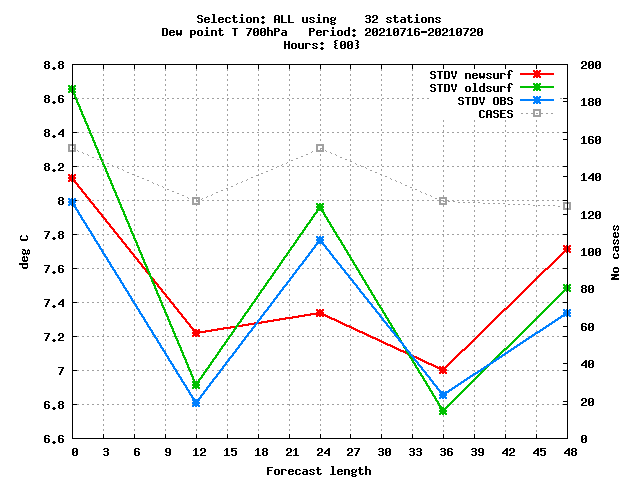 Selection: ALL using    32 stations
Dew point T 700hPa   Period: 20210716-20210720
Hours: {00}
STDV newsurf
STDV oldsurf
STDV OBS
CASES
8.8
8.6
8.4
8.2
8
7.8
7.6
7.4
7.2
7
6.8
6.6
deg C
200
180
160
140
120
100
80
60
40
20
0
No cases
0 3 6 9 12 15 18 21 24 27 30 33 36 39 42 45 48
Forecast length